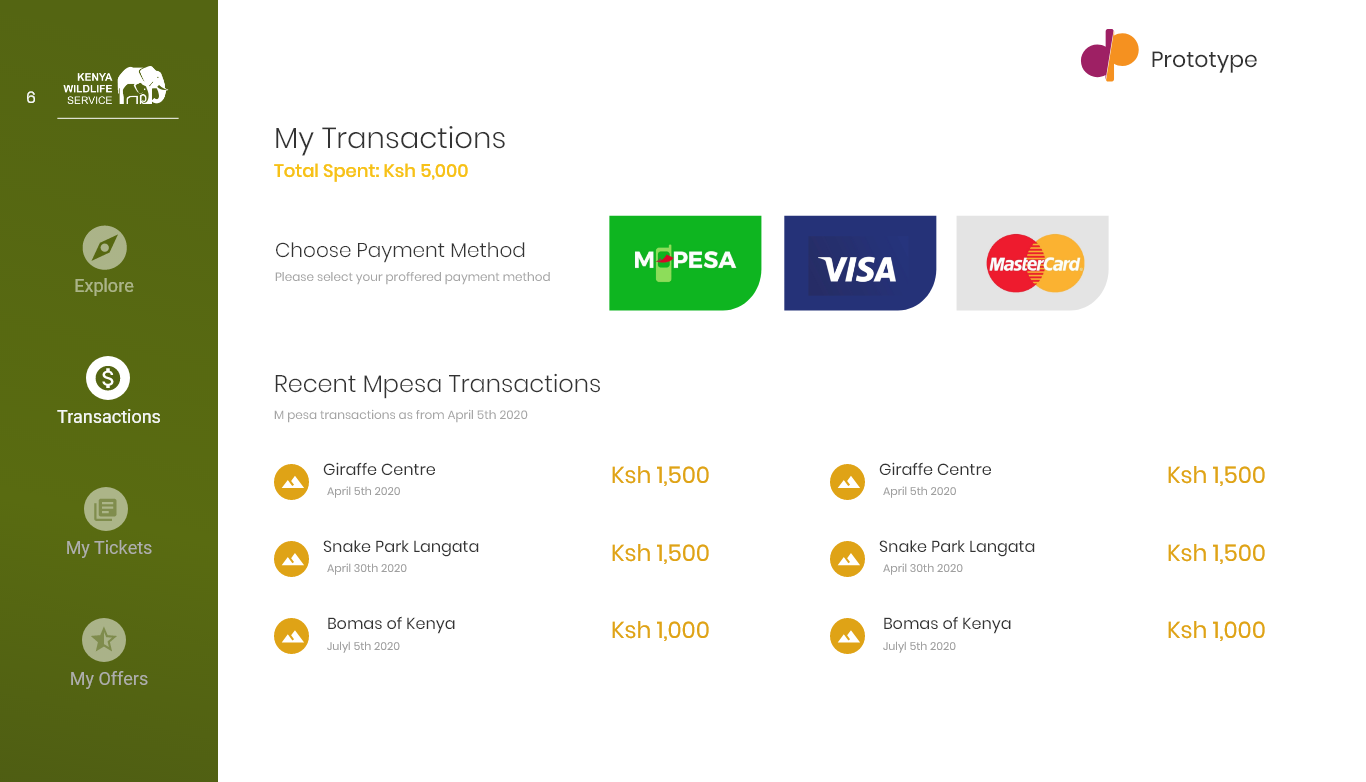 6
KENYA
WILDLIFE
SERVICE
Explore
Transactions
My Tickets
My Offers
dp Prototype
My Transactions
Total Spent: Ksh 5,000
Choose Payment Method
Please select your proffered payment method
M PESA
VISA
MasterCard
Recent Mpesa Transactions
M pesa transactions as from April 5th 2020
Giraffe Centre
April 5th 2020
Ksh 1,500
Giraffe Centre
April 5th 2020
Ksh 1,500
Snake Park Langata
April 30th 2020
Ksh 1,500
Snake Park Langata
April 30th 2020
Ksh 1,500
Bomas of Kenya
Julyl 5th 2020
Ksh 1,000
Bomas of Kenya
Julyl 5th 2020
Ksh 1,000